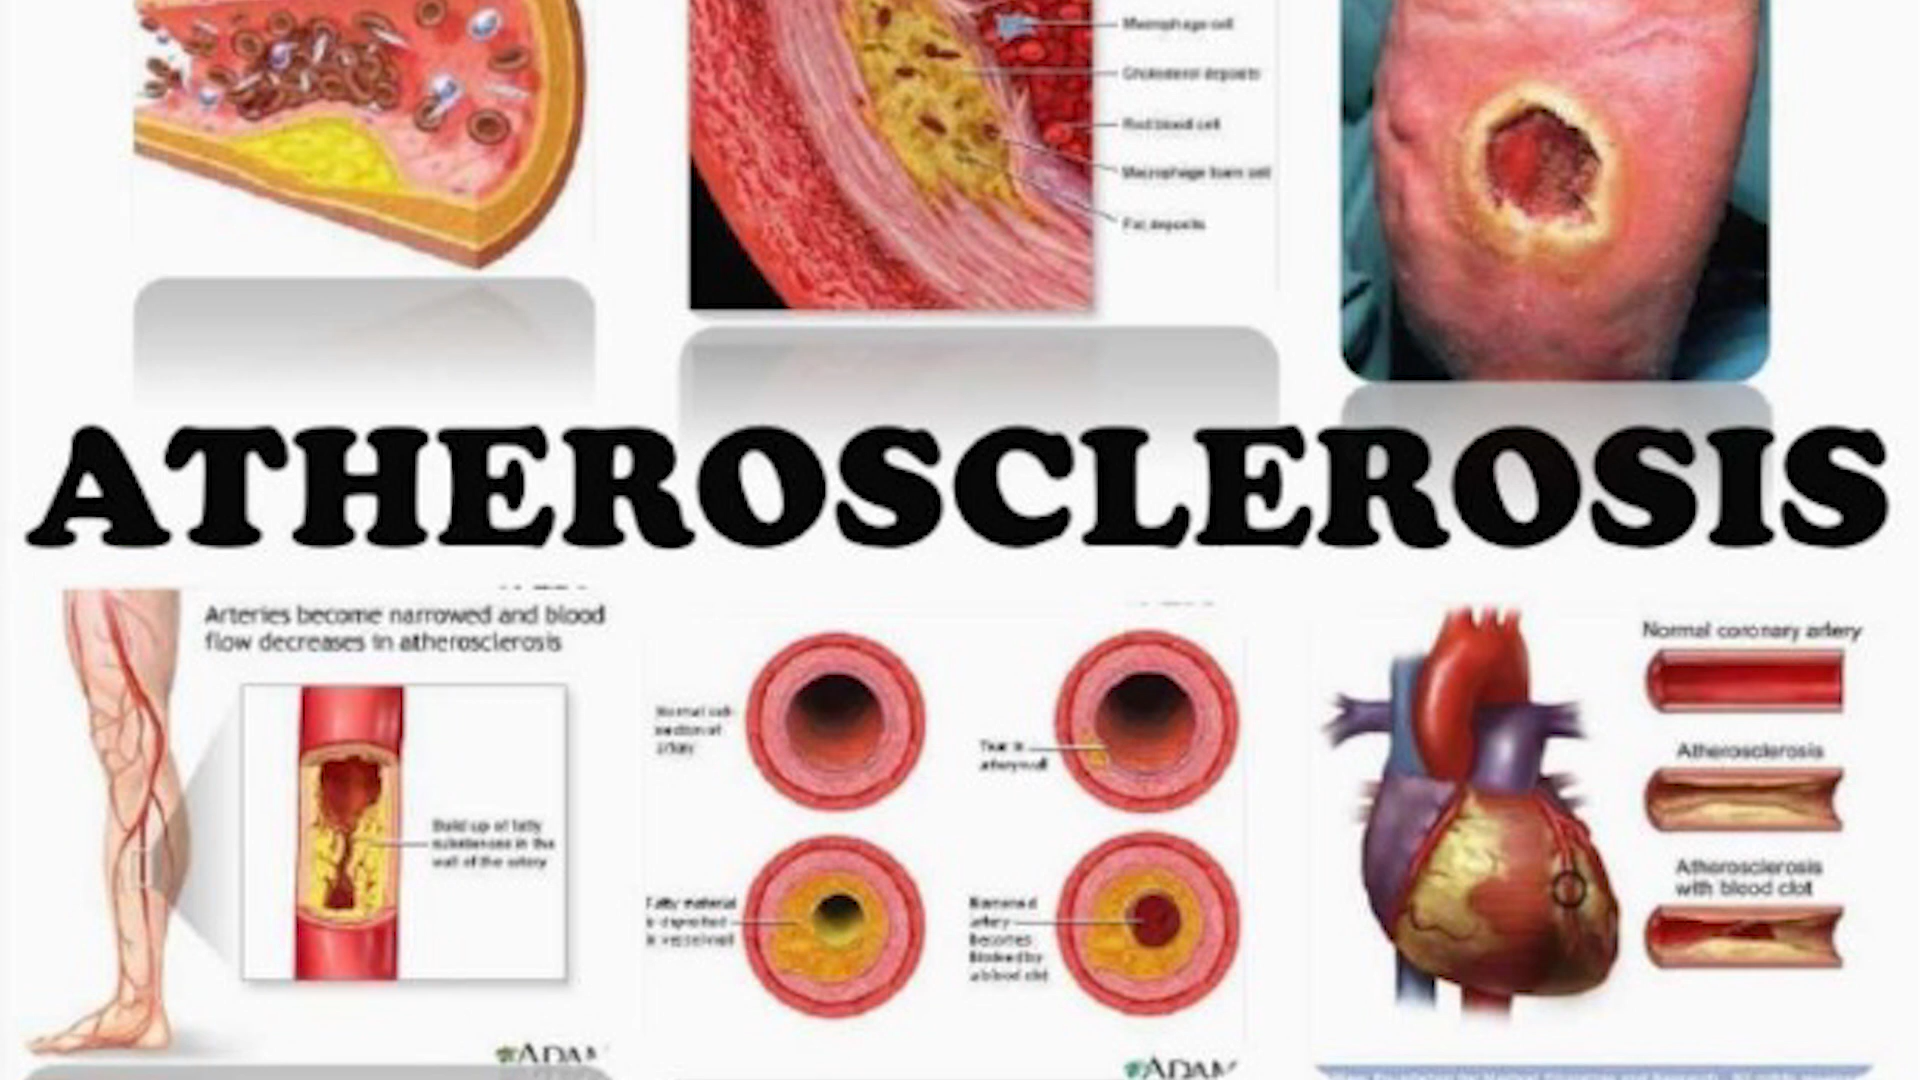 Macrophage cell
Cholesterol deposits
Red blood cell
Macrophage foam cell
Fat deposits
ATHEROSCLEROSIS
Arteries become narrowed and blood
flow decreases in atherosclerosis
Build up of fatty
substances in the
wall of the artery
section of
artery
Tear in
artery wall
Fatty material
is deposited
in vessel wall
Narrowed
artery
becomes
blocked by
a blood clot
Normal coronary artery
Atherosclerosis
Atherosclerosis
with blood clot
ADAM
ADAM